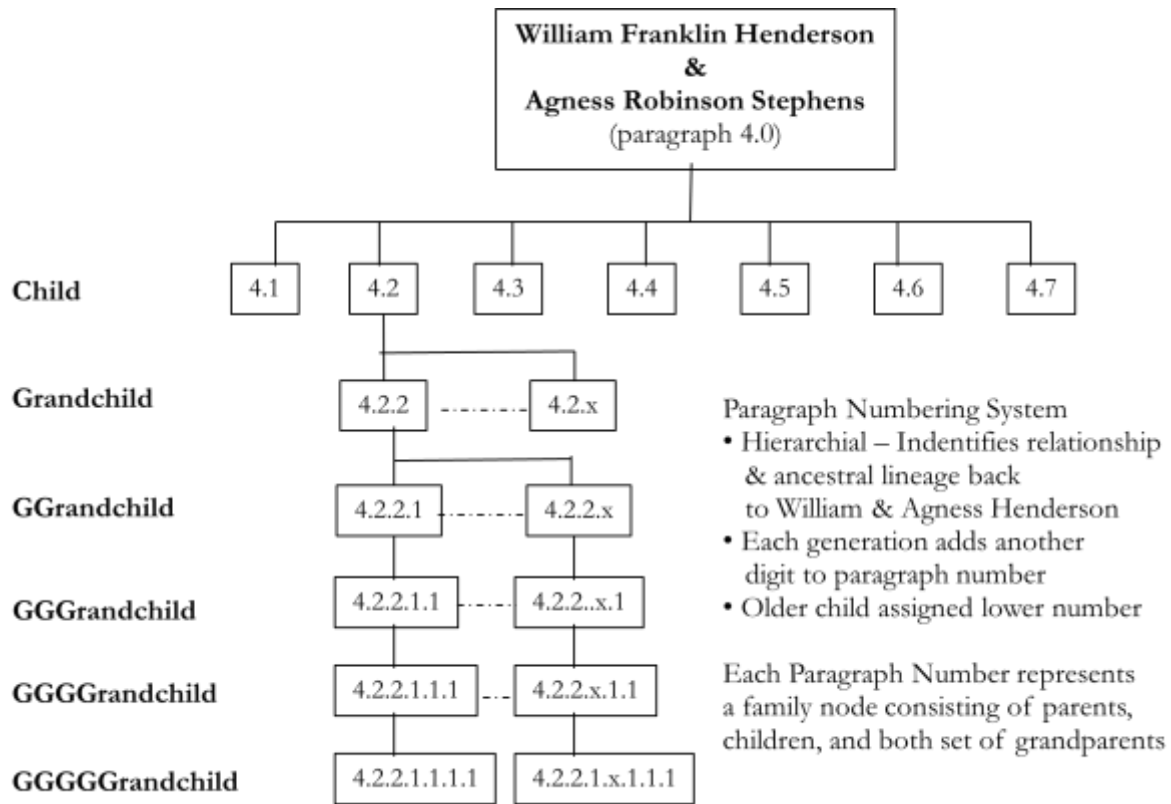 William Franklin Henderson
&
Agness Robinson Stephens
(paragraph 4.0)
Child
4.1 4.2 4.3 4.4 4.5 4.6 4.7
Grandchild
4.2.2 4.2.x
GGrandchild
4.2.2.1 4.2.2.x
GGGrandchild
4.2.2.1.1 4.2.2..x.1
GGGGrandchild
4.2.2.1.1.1 4.2.2.x.1.1
GGGGGrandchild
4.2.2.1.1.1.1 4.2.2.1.x.1.1.1
Paragraph Numbering System
• Hierarchial – Indentifies relationship
& ancestral lineage back
to William & Agness Henderson
• Each generation adds another
digit to paragraph number
• Older child assigned lower number
Each Paragraph Number represents
a family node consisting of parents,
children, and both set of grandparents